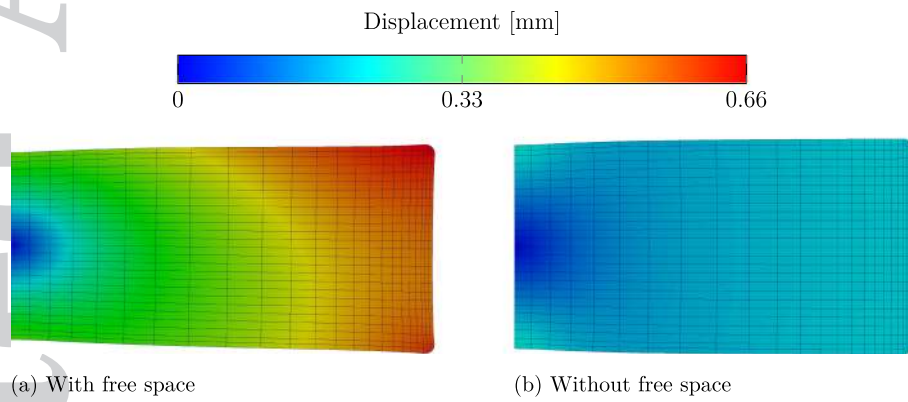 Displacement [mm]
0 0.33 0.66
(a) With free space
(b) Without free space